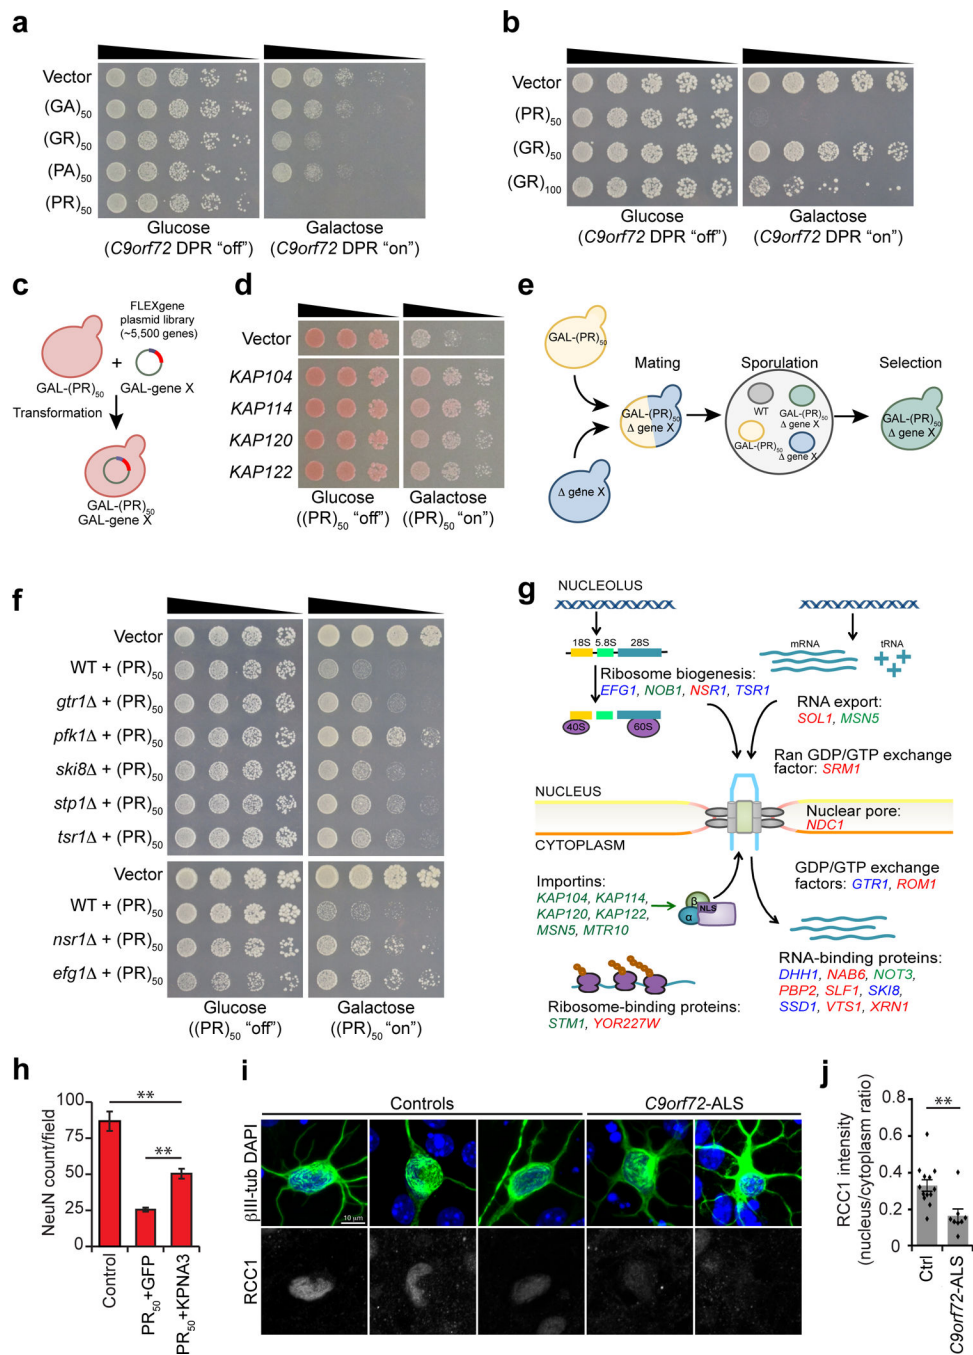 a
Vector
(GA)50
(GR)50
(PA)50
(PR)50
Glucose
(C9orf72 DPR “off”)
Galactose
(C9orf72 DPR “on”)
b
Vector
(PR)50
(GR)50
(GR)100
Glucose
(C9orf72 DPR “off”)
Galactose
(C9orf72 DPR “on”)
c
FLEXgene
plasmid library
(~5,500 genes)
+
GAL-(PR)50
GAL-gene X
Transformation
GAL-(PR)50
GAL-gene X
d
Vector
KAP104
KAP114
KAP120
KAP122
Glucose
((PR)50 “off”)
Galactose
((PR)50 “on”)
e
GAL-(PR)50
Δ gene X
Mating
GAL-(PR)50
Δ gene X
Sporulation
WT
GAL-(PR)50
Δ gene X
GAL-(PR)50
Δ gene X
Selection
GAL-(PR)50
Δ gene X
f
Vector
WT + (PR)50
gtr1Δ + (PR)50
pfk1Δ + (PR)50
ski8Δ + (PR)50
stp1Δ + (PR)50
tsr1Δ + (PR)50
Vector
WT + (PR)50
nsr1Δ + (PR)50
efg1Δ + (PR)50
Glucose
((PR)50 “off”)
Galactose
((PR)50 “on”)
g
NUCLEOLUS
18S 5.8S 28S
mRNA
tRNA
Ribosome biogenesis:
EFG1, NOB1, NSR1, TSR1
40S
60S
RNA export:
SOL1, MSN5
Ran GDP/GTP exchange
factor: SRM1
NUCLEUS
Nuclear pore:
NDC1
CYTOPLASM
Importins:
KAP104, KAP114,
KAP120, KAP122,
MSN5, MTR10
β
α
NLS
GDP/GTP exchange
factors: GTR1, ROM1
RNA-binding proteins:
DHH1, NAB6, NOT3,
PBP2, SLF1, SKI8,
SSD1, VTS1, XRN1
Ribosome-binding proteins:
STM1, YOR227W
h
NeuN count/field
100
75
50
25
0
**
**
Control
PR50+GFP
PR50+KPNA3
i
Controls
C9orf72-ALS
βIII-tub DAPI
10 µm
RCC1
j
RCC1 intensity
(nucleus/cytoplasm ratio)
0.8
0.6
0.4
0.2
0
**
Ctrl
C9orf72-ALS